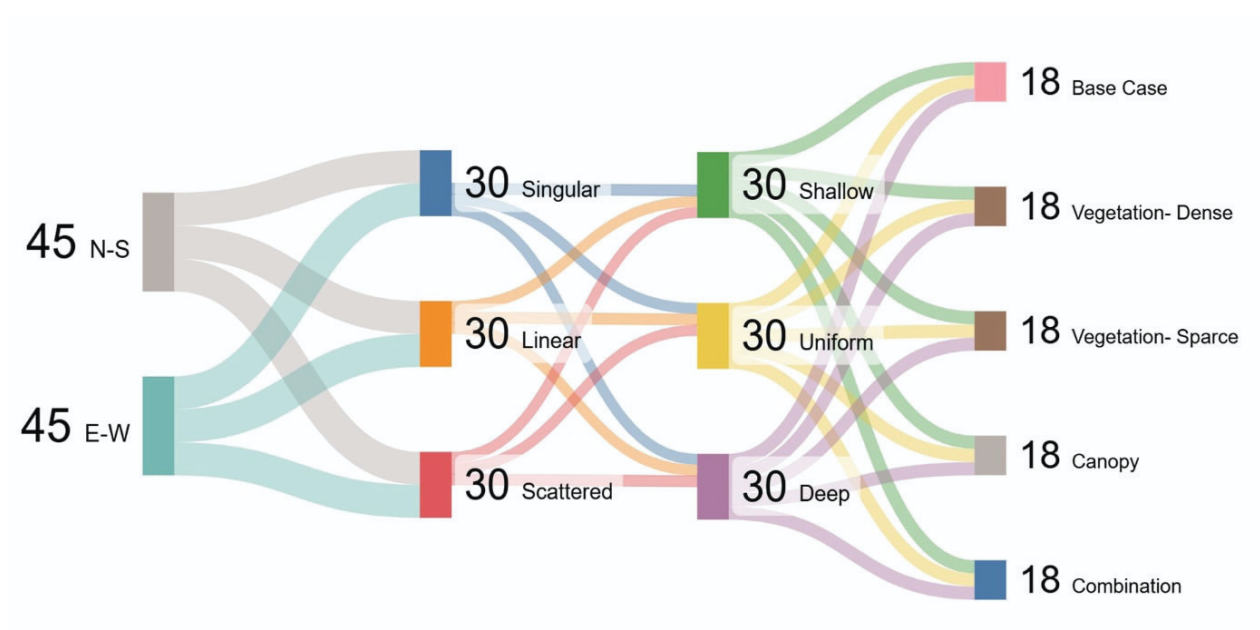 45 N-S
45 E-W
30 Singular
30 Linear
30 Scattered
30 Shallow
30 Uniform
30 Deep
18 Base Case
18 Vegetation- Dense
18 Vegetation- Sparce
18 Canopy
18 Combination